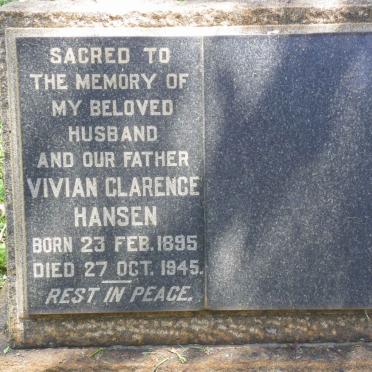 SACRED TO
THE MEMORY OF
MY BELOVED
HUSBAND
AND OUR FATHER
VIVIAN CLARENCE
HANSEN
BORN 23 FEB. 1895
DIED 27 OCT. 1945.
REST IN PEACE.